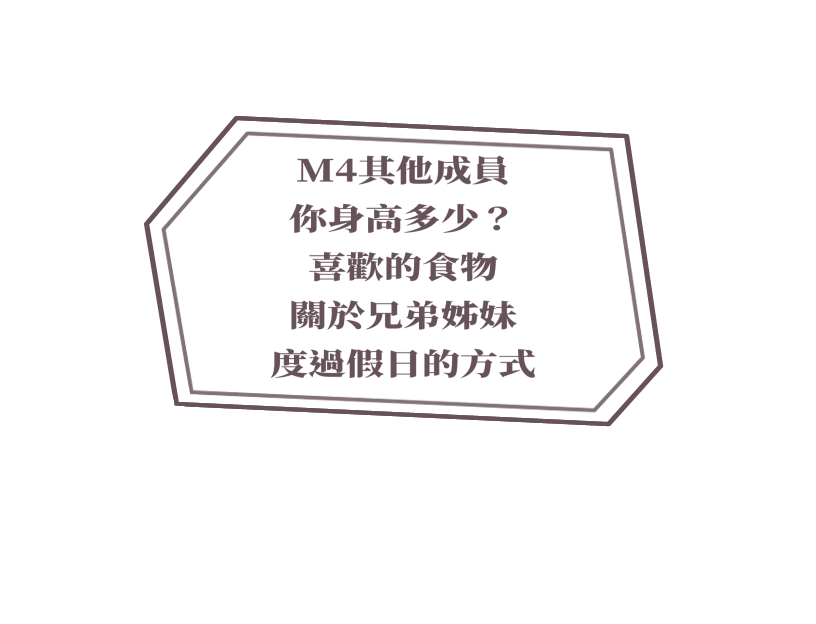 M4其他成員
你身高多少？
喜歡的食物
關於兄弟姊妹
度過假日的方式